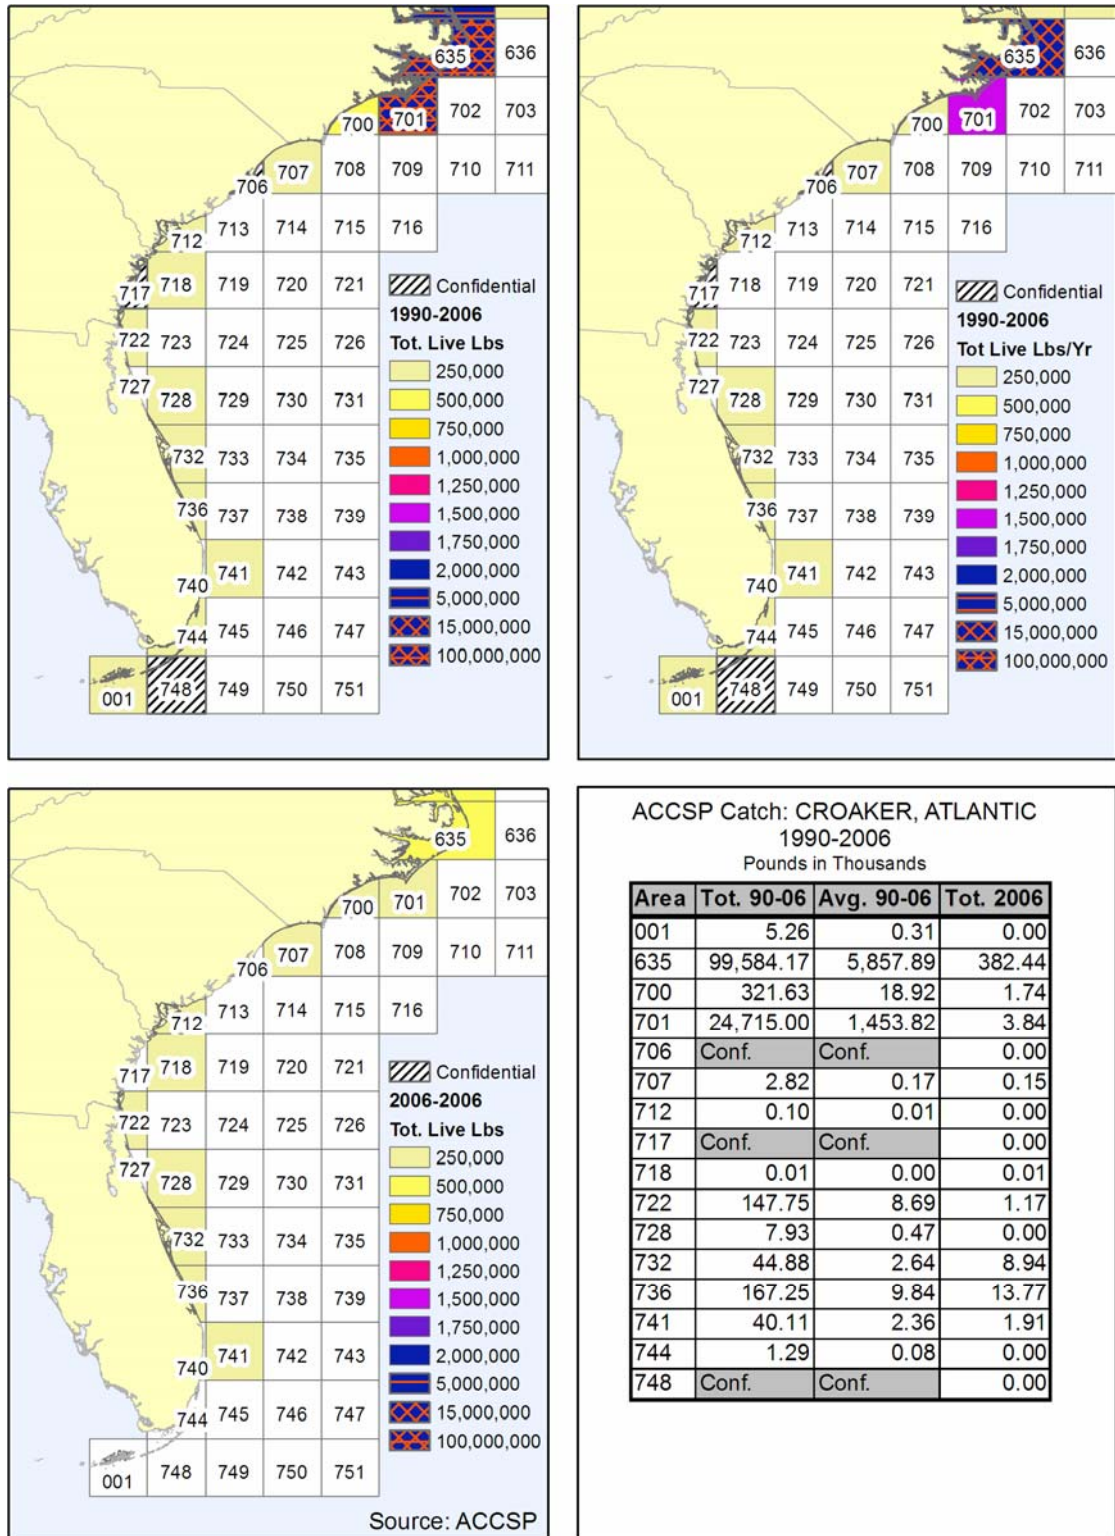 635 636
700 701 702 703
706 707 708 709 710 711
712 713 714 715 716
717 718 719 720 721
722 723 724 725 726
727 728 729 730 731
732 733 734 735
736 737 738 739
740 741 742 743
744 745 746 747
001 748 749 750 751
Confidential
1990-2006
Tot. Live Lbs
250,000
500,000
750,000
1,000,000
1,250,000
1,500,000
1,750,000
2,000,000
5,000,000
15,000,000
100,000,000
635 636
700 701 702 703
706 707 708 709 710 711
712 713 714 715 716
717 718 719 720 721
722 723 724 725 726
727 728 729 730 731
732 733 734 735
736 737 738 739
740 741 742 743
744 745 746 747
001 748 749 750 751
Confidential
1990-2006
Tot Live Lbs/Yr
250,000
500,000
750,000
1,000,000
1,250,000
1,500,000
1,750,000
2,000,000
5,000,000
15,000,000
100,000,000
635 636
700 701 702 703
706 707 708 709 710 711
712 713 714 715 716
717 718 719 720 721
722 723 724 725 726
727 728 729 730 731
732 733 734 735
736 737 738 739
740 741 742 743
744 745 746 747
001 748 749 750 751
Confidential
2006-2006
Tot. Live Lbs
250,000
500,000
750,000
1,000,000
1,250,000
1,500,000
1,750,000
2,000,000
5,000,000
15,000,000
100,000,000
Source: ACCSP
ACCSP Catch: CROAKER, ATLANTIC
1990-2006
Pounds in Thousands
Area Tot. 90-06 Avg. 90-06 Tot. 2006
001 5.26 0.31 0.00
635 99,584.17 5,857.89 382.44
700 321.63 18.92 1.74
701 24,715.00 1,453.82 3.84
706 Conf. Conf. 0.00
707 2.82 0.17 0.15
712 0.10 0.01 0.00
717 Conf. Conf. 0.00
718 0.01 0.00 0.01
722 147.75 8.69 1.17
728 7.93 0.47 0.00
732 44.88 2.64 8.94
736 167.25 9.84 13.77
741 40.11 2.36 1.91
744 1.29 0.08 0.00
748 Conf. Conf. 0.00